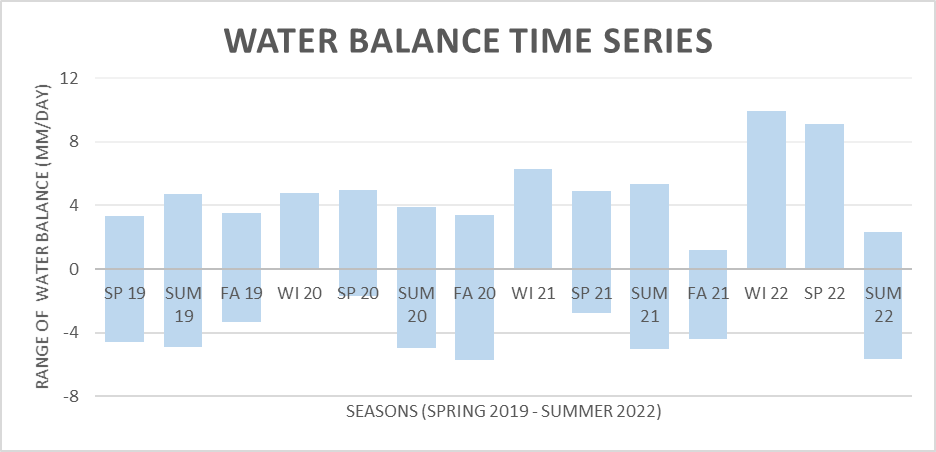 WATER BALANCE TIME SERIES
RANGE OF WATER BALANCE (MM/DAY)
12
8
4
0
-4
-8
SP 19
SUM
19
FA 19
WI 20
SP 20
SUM
20
FA 20
WI 21
SP 21
SUM
21
FA 21
WI 22
SP 22
SUM
22
SEASONS (SPRING 2019 - SUMMER 2022)